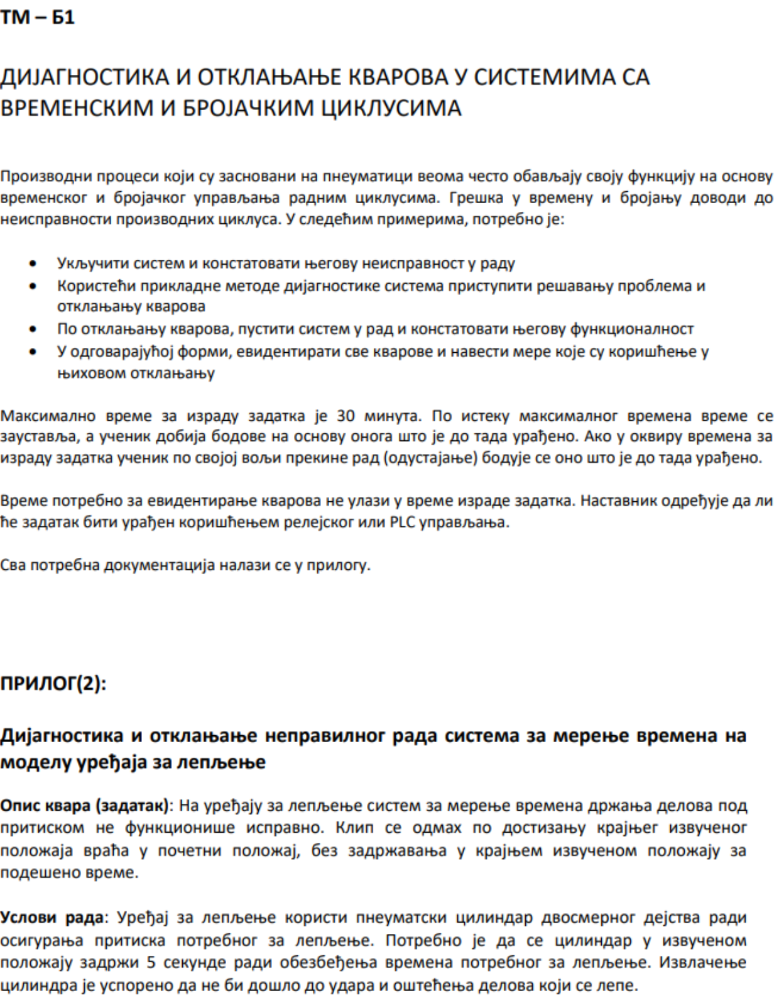 ТМ – Б1
ДИЈАГНОСТИКА И ОТКЛАЊАЊЕ КВАРОВА У СИСТЕМИМА СА
ВРЕМЕНСКИМ И БРОЈАЧКИМ ЦИКЛУСИМА
Производни процеси који су засновани на пнеуматици веома често обављају своју функцију на основу
временског и бројачког управљања радним циклусима. Грешка у времену и бројању доводи до
неисправности производних циклуса. У следећим примерима, потребно је:
• Укључити систем и констатовати његову неисправност у раду
• Користећи прикладне методе дијагностике система приступити решавању проблема и
отклањању кварова
• По отклањању кварова, пустити систем у рад и констатовати његову функционалност
• У одговарајућој форми, евидентирати све кварове и навести мере које су коришћење у
њиховом отклањању
Максимално време за израду задатка је 30 минута. По истеку максималног времена време се
зауставља, а ученик добија бодове на основу онога што је до тада урађено. Ако у оквиру времена за
израду задатка ученик по својој вољи прекине рад (одустајање) бодује се оно што је до тада урађено.
Време потребно за евидентирање кварова не улази у време израде задатка. Наставник одређује да ли
ће задатак бити урађен коришћењем релејског или PLC управљања.
Сва потребна документација налази се у прилогу.
ПРИЛОГ(2):
Дијагностика и отклањање неправилног рада система за мерење времена на
моделу уређаја за лепљење
Опис квара (задатак): На уређају за лепљење систем за мерење времена држања делова под
притиском не функционише исправно. Клип се одмах по достизању крајњег извученог
положаја враћа у почетни положај, без задржавања у крајњем извученом положају за
подешено време.
Услови рада: Уређај за лепљење користи пнеуматски цилиндар двосмерног дејства ради
осигурања притиска потребног за лепљење. Потребно је да се цилиндар у извученом
положају задржи 5 секунде ради обезбеђења времена потребног за лепљење. Извлачење
цилиндра је успорено да не би дошло до удара и оштећења делова који се лепе.